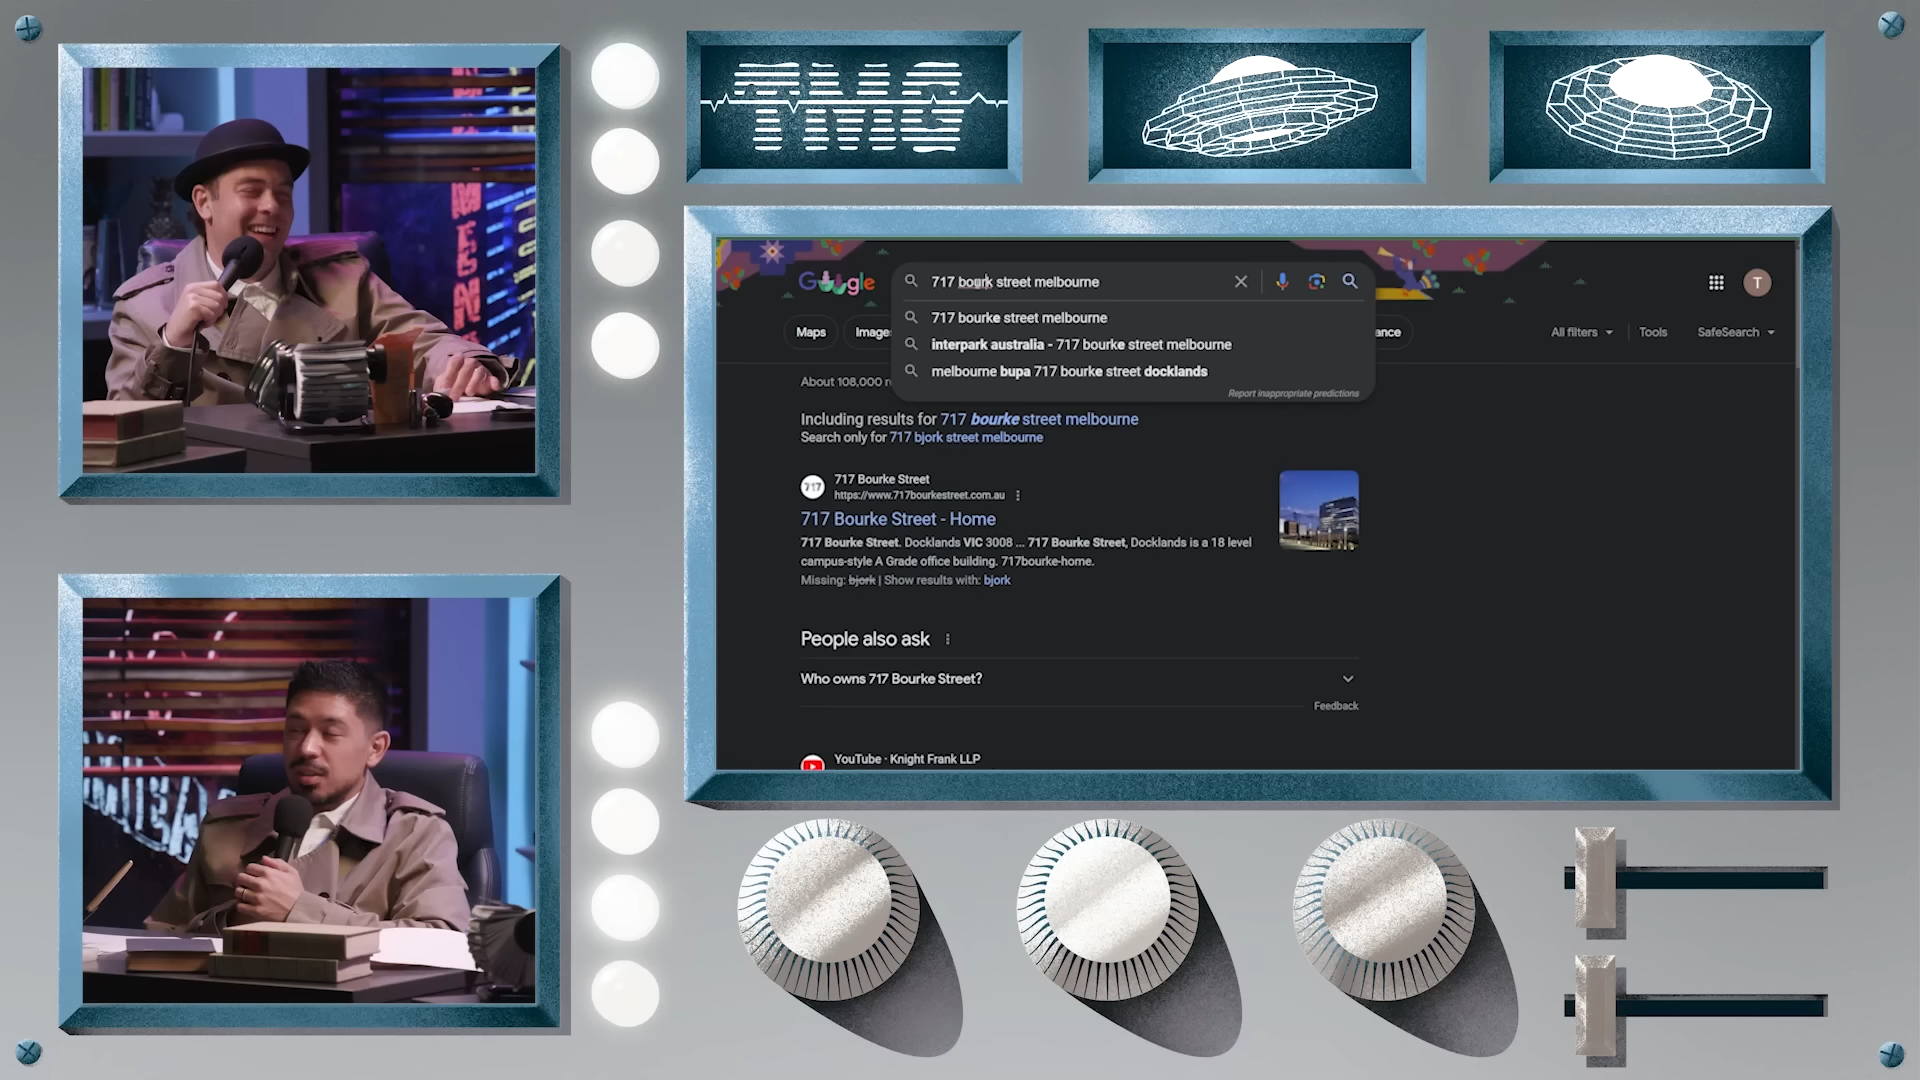 TMG
Google
717 bourk street melbourne
717 bourke street melbourne
interpark australia - 717 bourke street melbourne
melbourne bupa 717 bourke street docklands
Report inappropriate predictions
T
Maps
Images
ance
All filters
Tools
SafeSearch
About 108,000 r
Including results for 717 bourke street melbourne
Search only for 717 bjork street melbourne
717
717 Bourke Street
https://www.717bourkestreet.com.au
717 Bourke Street - Home
717 Bourke Street. Docklands VIC 3008 ... 717 Bourke Street, Docklands is a 18 level
campus-style A Grade office building. 717bourke-home.
Missing: bjork | Show results with: bjork
People also ask
Who owns 717 Bourke Street?
Feedback
YouTube · Knight Frank LLP